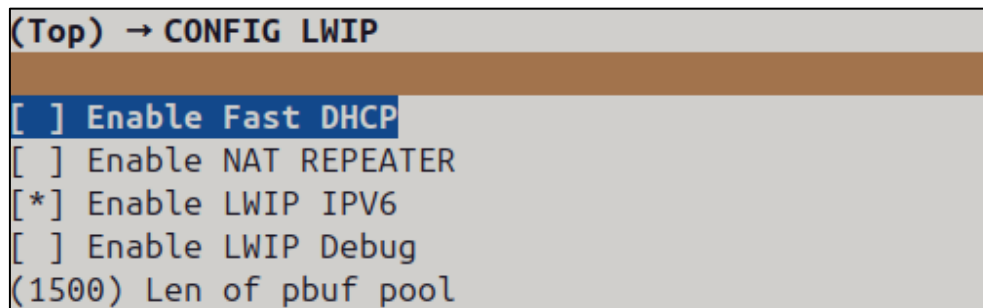 (Top) → CONFIG LWIP
[ ] Enable Fast DHCP
[ ] Enable NAT REPEATER
[*] Enable LWIP IPV6
[ ] Enable LWIP Debug
(1500) Len of pbuf pool